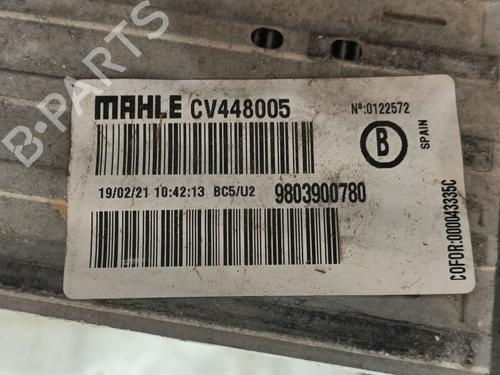 B-PARTS
MAHLE CV448005
Nº:0122572
B
SPAIN
19/02/21 10:42:13 BC5/U2 9803900780
COFOR:000043335C